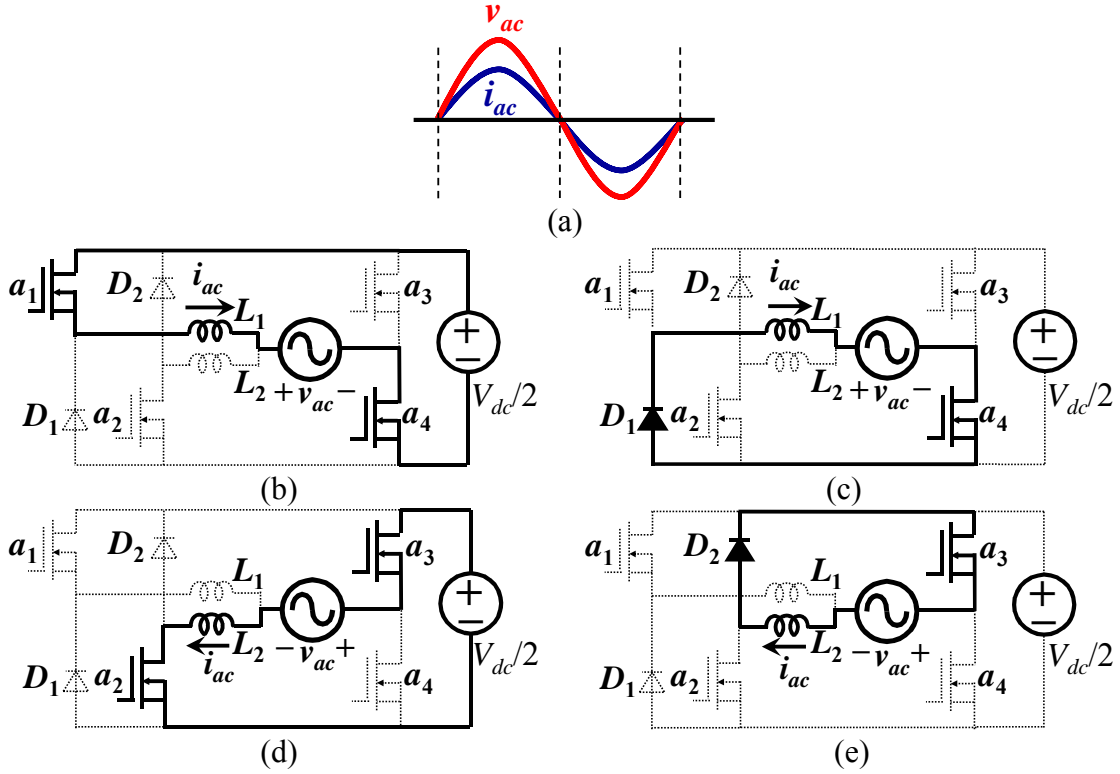 v_ac
i_ac
(a)
a_1
D_2
i_ac
L_1
a_3
L_2 + v_ac −
D_1
a_2
a_4
+
−
V_dc/2
(b)
a_1
D_2
i_ac
L_1
a_3
L_2 + v_ac −
D_1
a_2
a_4
+
−
V_dc/2
(c)
a_1
D_2
L_1
a_3
L_2 − v_ac +
i_ac
D_1
a_2
a_4
+
−
V_dc/2
(d)
a_1
D_2
L_1
a_3
L_2 − v_ac +
i_ac
D_1
a_2
a_4
+
−
V_dc/2
(e)